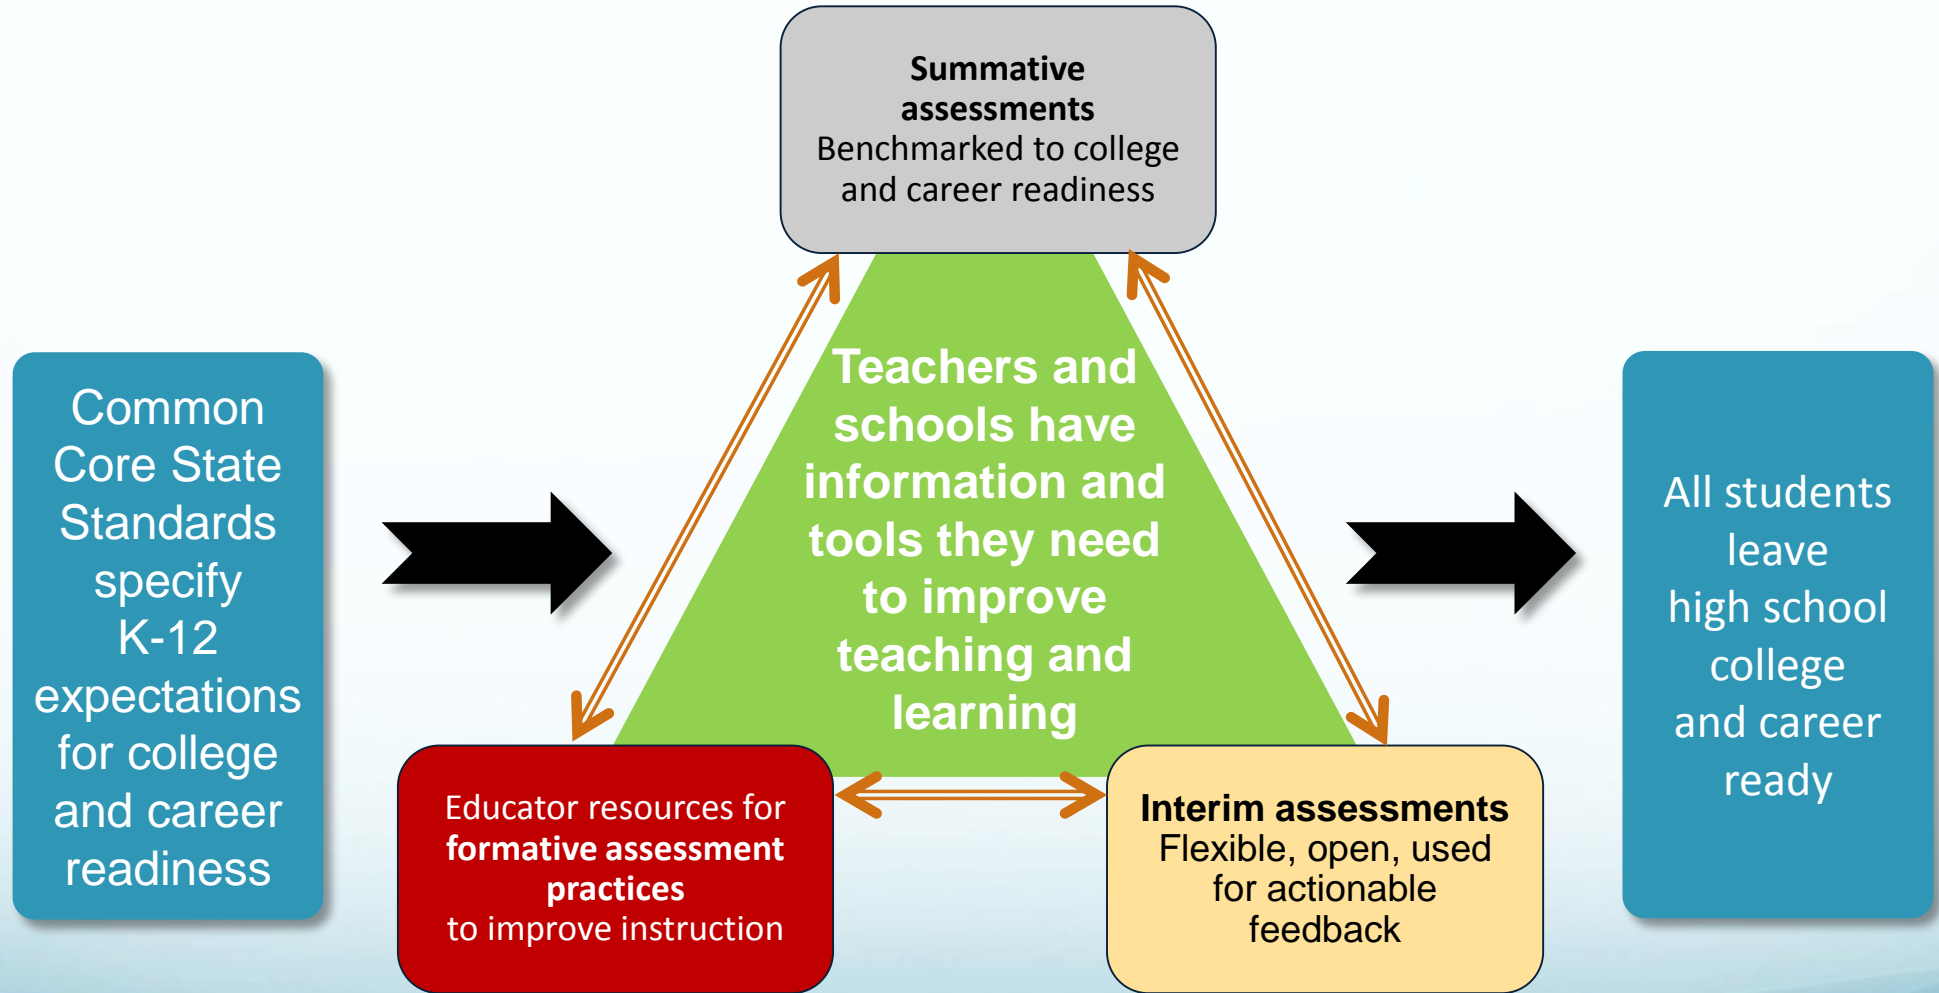 Summative
assessments
Benchmarked to college
and career readiness
Common
Core State
Standards
specify
K-12
expectations
for college
and career
readiness
Teachers and
schools have
information and
tools they need
to improve
teaching and
learning
All students
leave
high school
college
and career
ready
Educator resources for
formative assessment
practices
to improve instruction
Interim assessments
Flexible, open, used
for actionable
feedback